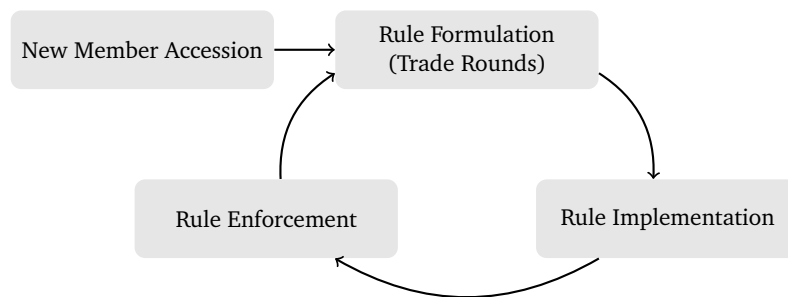 New Member Accession
Rule Formulation
(Trade Rounds)
Rule Enforcement
Rule Implementation